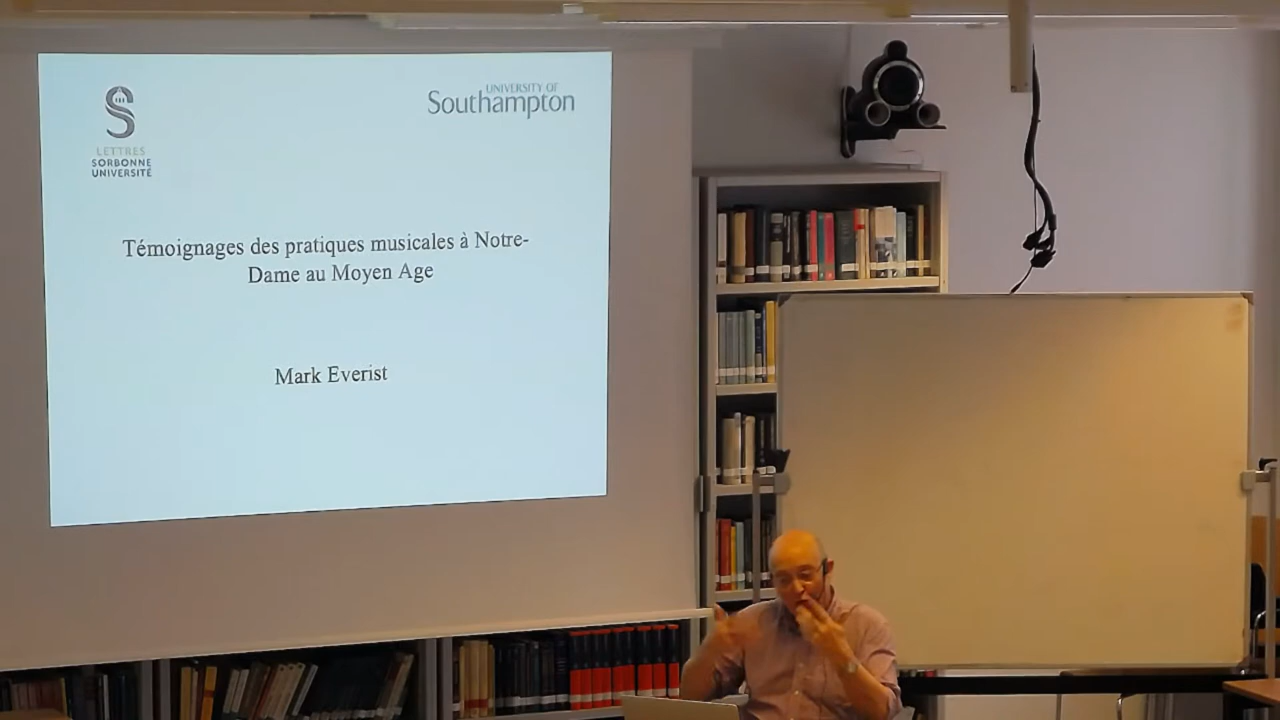 LETTRES
SORBONNE
UNIVERSITÉ
UNIVERSITY OF
Southampton
Témoignages des pratiques musicales à Notre-
Dame au Moyen Age
Mark Everist